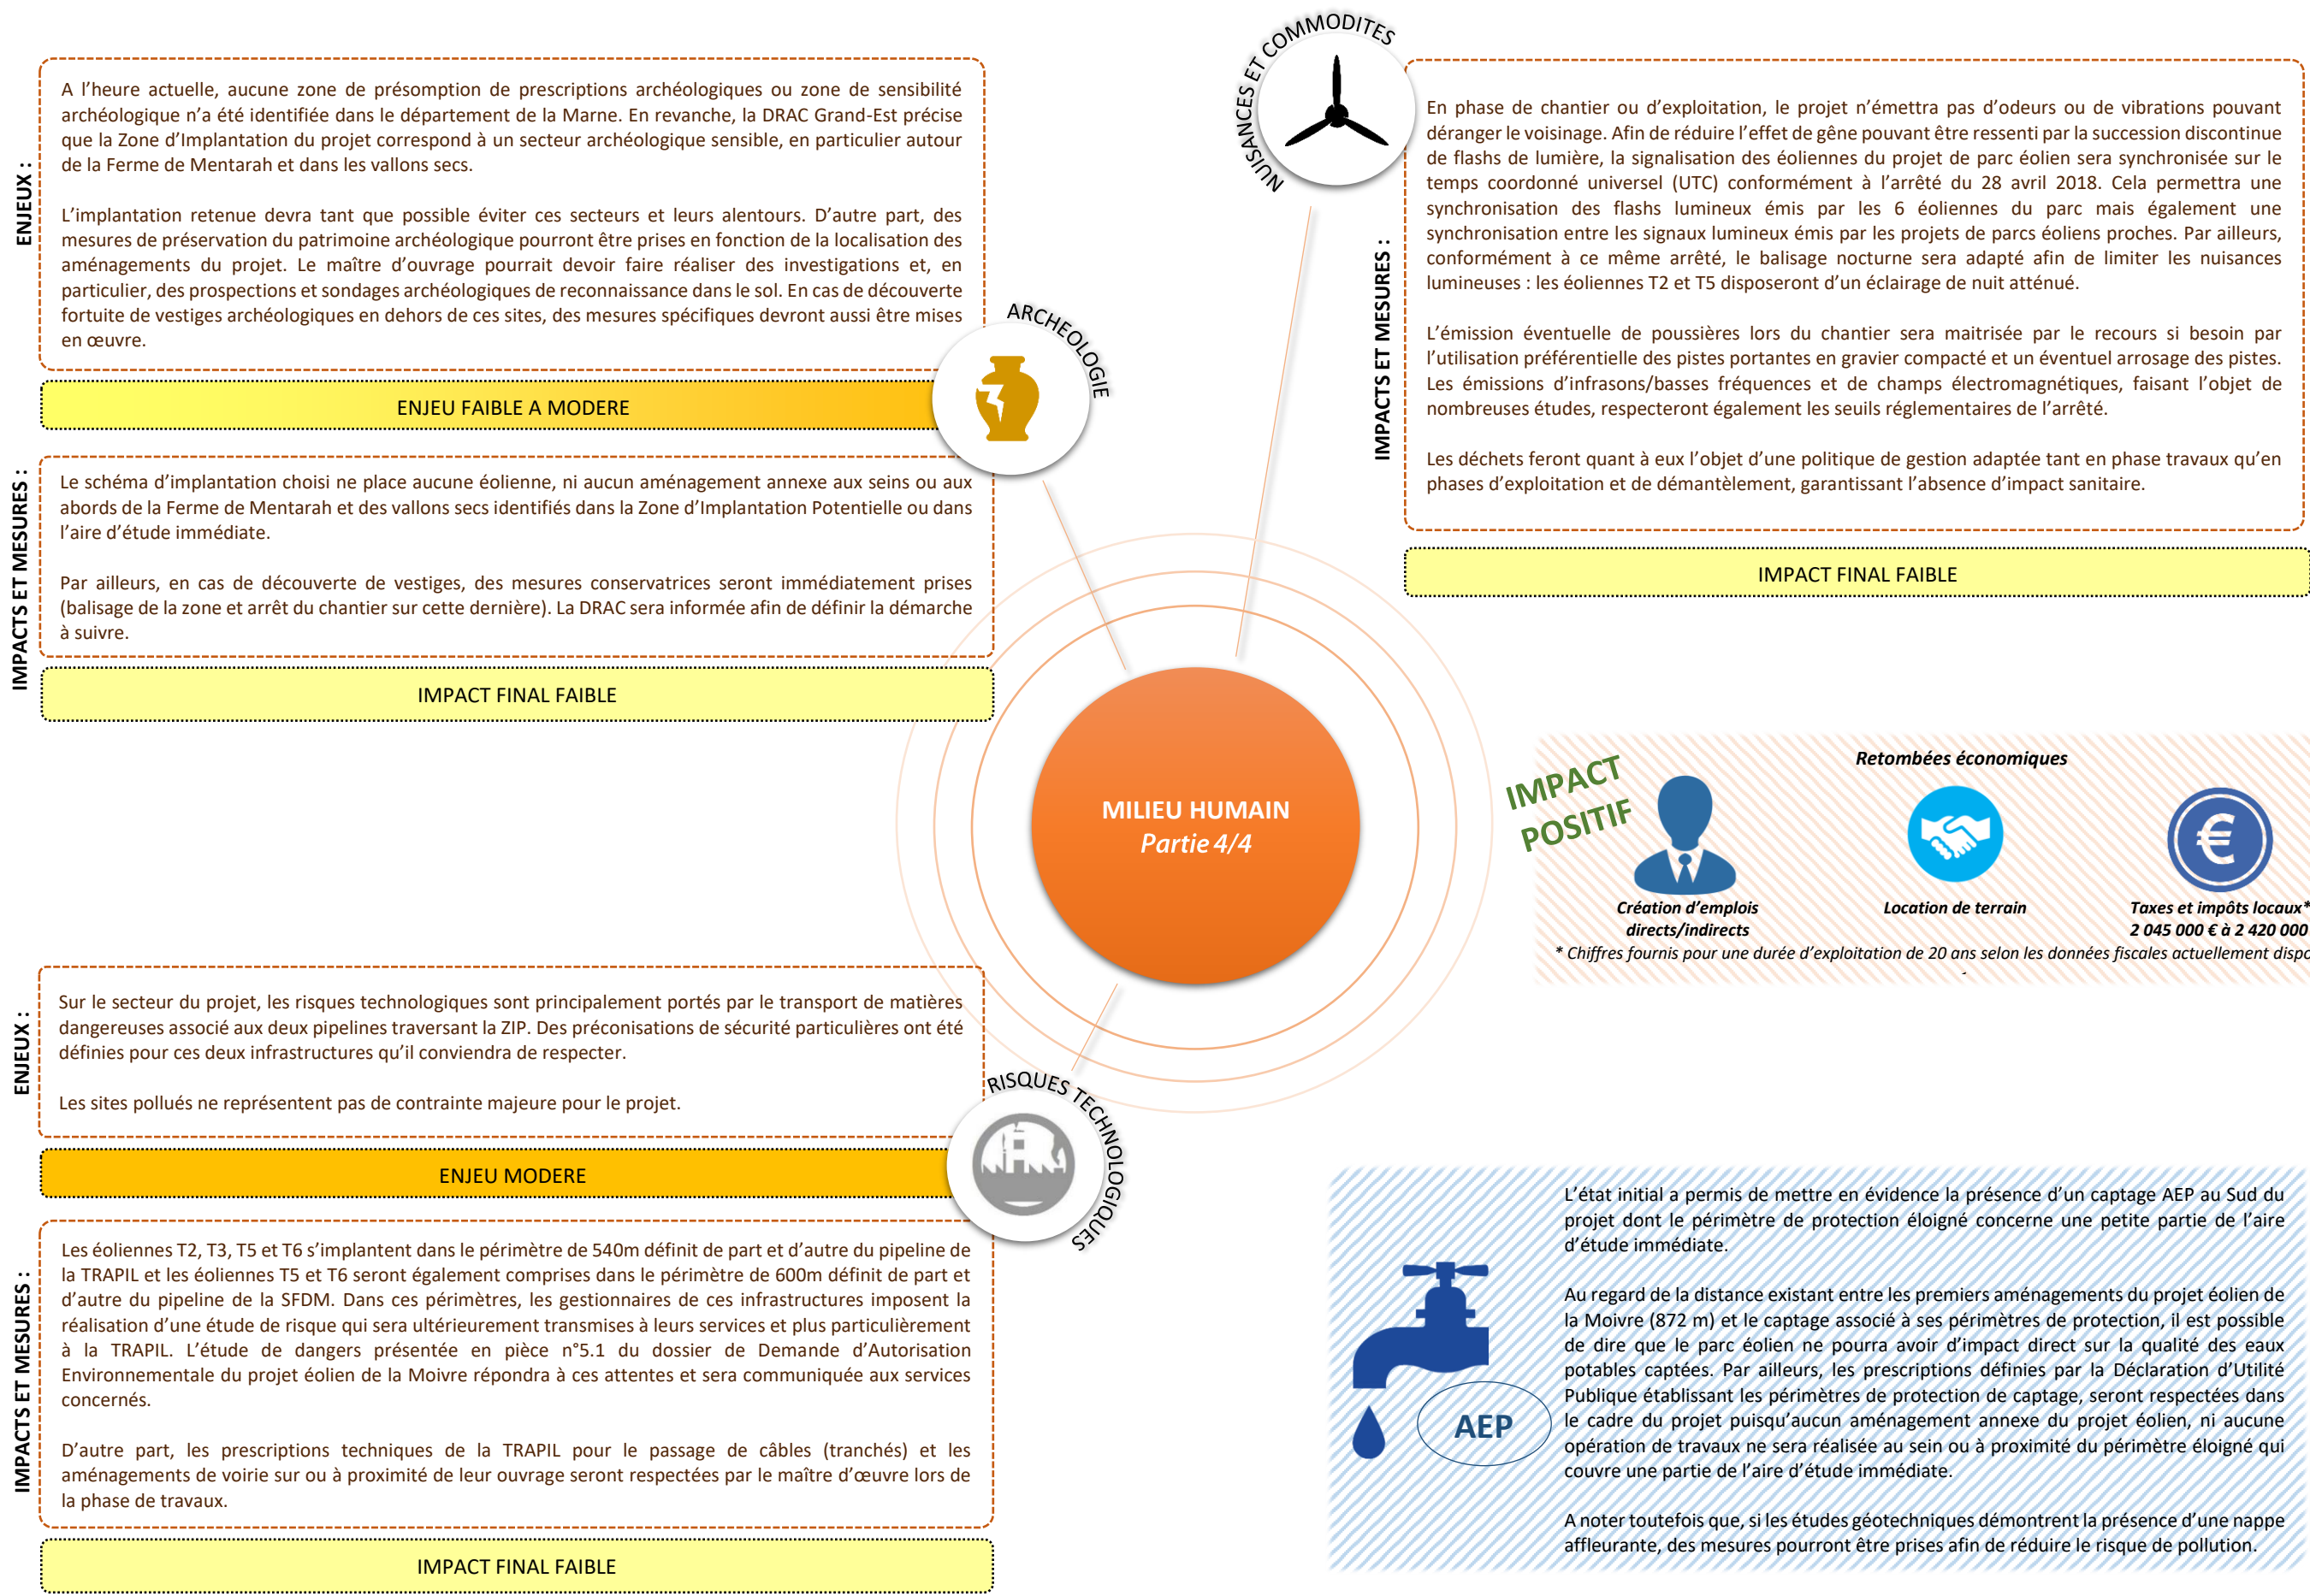 ENJEUX :
A l’heure actuelle, aucune zone de présomption de prescriptions archéologiques ou zone de sensibilité
archéologique n’a été identifiée dans le département de la Marne. En revanche, la DRAC Grand-Est précise
que la Zone d’Implantation du projet correspond à un secteur archéologique sensible, en particulier autour
de la Ferme de Mentarah et dans les vallons secs.
L’implantation retenue devra tant que possible éviter ces secteurs et leurs alentours. D’autre part, des
mesures de préservation du patrimoine archéologique pourront être prises en fonction de la localisation des
aménagements du projet. Le maître d’ouvrage pourrait devoir faire réaliser des investigations et, en
particulier, des prospections et sondages archéologiques de reconnaissance dans le sol. En cas de découverte
fortuite de vestiges archéologiques en dehors de ces sites, des mesures spécifiques devront aussi être mises
en œuvre.
ARCHEOLOGIE
ENJEU FAIBLE A MODERE
IMPACTS ET MESURES :
Le schéma d’implantation choisi ne place aucune éolienne, ni aucun aménagement annexe aux seins ou aux
abords de la Ferme de Mentarah et des vallons secs identifiés dans la Zone d’Implantation Potentielle ou dans
l’aire d’étude immédiate.
Par ailleurs, en cas de découverte de vestiges, des mesures conservatrices seront immédiatement prises
(balisage de la zone et arrêt du chantier sur cette dernière). La DRAC sera informée afin de définir la démarche
à suivre.
IMPACT FINAL FAIBLE
NUISANCES ET COMMODITES
IMPACTS ET MESURES :
En phase de chantier ou d’exploitation, le projet n’émettra pas d’odeurs ou de vibrations pouvant
déranger le voisinage. Afin de réduire l’effet de gêne pouvant être ressenti par la succession discontinue
de flashs de lumière, la signalisation des éoliennes du projet de parc éolien sera synchronisée sur le
temps coordonné universel (UTC) conformément à l’arrêté du 28 avril 2018. Cela permettra une
synchronisation des flashs lumineux émis par les 6 éoliennes du parc mais également une
synchronisation entre les signaux lumineux émis par les projets de parcs éoliens proches. Par ailleurs,
conformément à ce même arrêté, le balisage nocturne sera adapté afin de limiter les nuisances
lumineuses : les éoliennes T2 et T5 disposeront d’un éclairage de nuit atténué.
L’émission éventuelle de poussières lors du chantier sera maitrisée par le recours si besoin par
l’utilisation préférentielle des pistes portantes en gravier compacté et un éventuel arrosage des pistes.
Les émissions d’infrasons/basses fréquences et de champs électromagnétiques, faisant l’objet de
nombreuses études, respecteront également les seuils réglementaires de l’arrêté.
Les déchets feront quant à eux l’objet d’une politique de gestion adaptée tant en phase travaux qu’en
phases d’exploitation et de démantèlement, garantissant l’absence d’impact sanitaire.
IMPACT FINAL FAIBLE
MILIEU HUMAIN
Partie 4/4
IMPACT
POSITIF
Retombées économiques
Création d’emplois
directs/indirects
Location de terrain
Taxes et impôts locaux*
2 045 000 € à 2 420 000
* Chiffres fournis pour une durée d’exploitation de 20 ans selon les données fiscales actuellement dispo
ENJEUX :
Sur le secteur du projet, les risques technologiques sont principalement portés par le transport de matières
dangereuses associé aux deux pipelines traversant la ZIP. Des préconisations de sécurité particulières ont été
définies pour ces deux infrastructures qu’il conviendra de respecter.
Les sites pollués ne représentent pas de contrainte majeure pour le projet.
RISQUES TECHNOLOGIQUES
ENJEU MODERE
IMPACTS ET MESURES :
Les éoliennes T2, T3, T5 et T6 s’implantent dans le périmètre de 540m définit de part et d’autre du pipeline de
la TRAPIL et les éoliennes T5 et T6 seront également comprises dans le périmètre de 600m définit de part et
d’autre du pipeline de la SFDM. Dans ces périmètres, les gestionnaires de ces infrastructures imposent la
réalisation d’une étude de risque qui sera ultérieurement transmises à leurs services et plus particulièrement
à la TRAPIL. L’étude de dangers présentée en pièce n°5.1 du dossier de Demande d’Autorisation
Environnementale du projet éolien de la Moivre répondra à ces attentes et sera communiquée aux services
concernés.
D’autre part, les prescriptions techniques de la TRAPIL pour le passage de câbles (tranchés) et les
aménagements de voirie sur ou à proximité de leur ouvrage seront respectées par le maître d’œuvre lors de
la phase de travaux.
IMPACT FINAL FAIBLE
AEP
L’état initial a permis de mettre en évidence la présence d’un captage AEP au Sud du
projet dont le périmètre de protection éloigné concerne une petite partie de l’aire
d’étude immédiate.
Au regard de la distance existant entre les premiers aménagements du projet éolien de
la Moivre (872 m) et le captage associé à ses périmètres de protection, il est possible
de dire que le parc éolien ne pourra avoir d’impact direct sur la qualité des eaux
potables captées. Par ailleurs, les prescriptions définies par la Déclaration d’Utilité
Publique établissant les périmètres de protection de captage, seront respectées dans
le cadre du projet puisqu’aucun aménagement annexe du projet éolien, ni aucune
opération de travaux ne sera réalisée au sein ou à proximité du périmètre éloigné qui
couvre une partie de l’aire d’étude immédiate.
A noter toutefois que, si les études géotechniques démontrent la présence d’une nappe
affleurante, des mesures pourront être prises afin de réduire le risque de pollution.